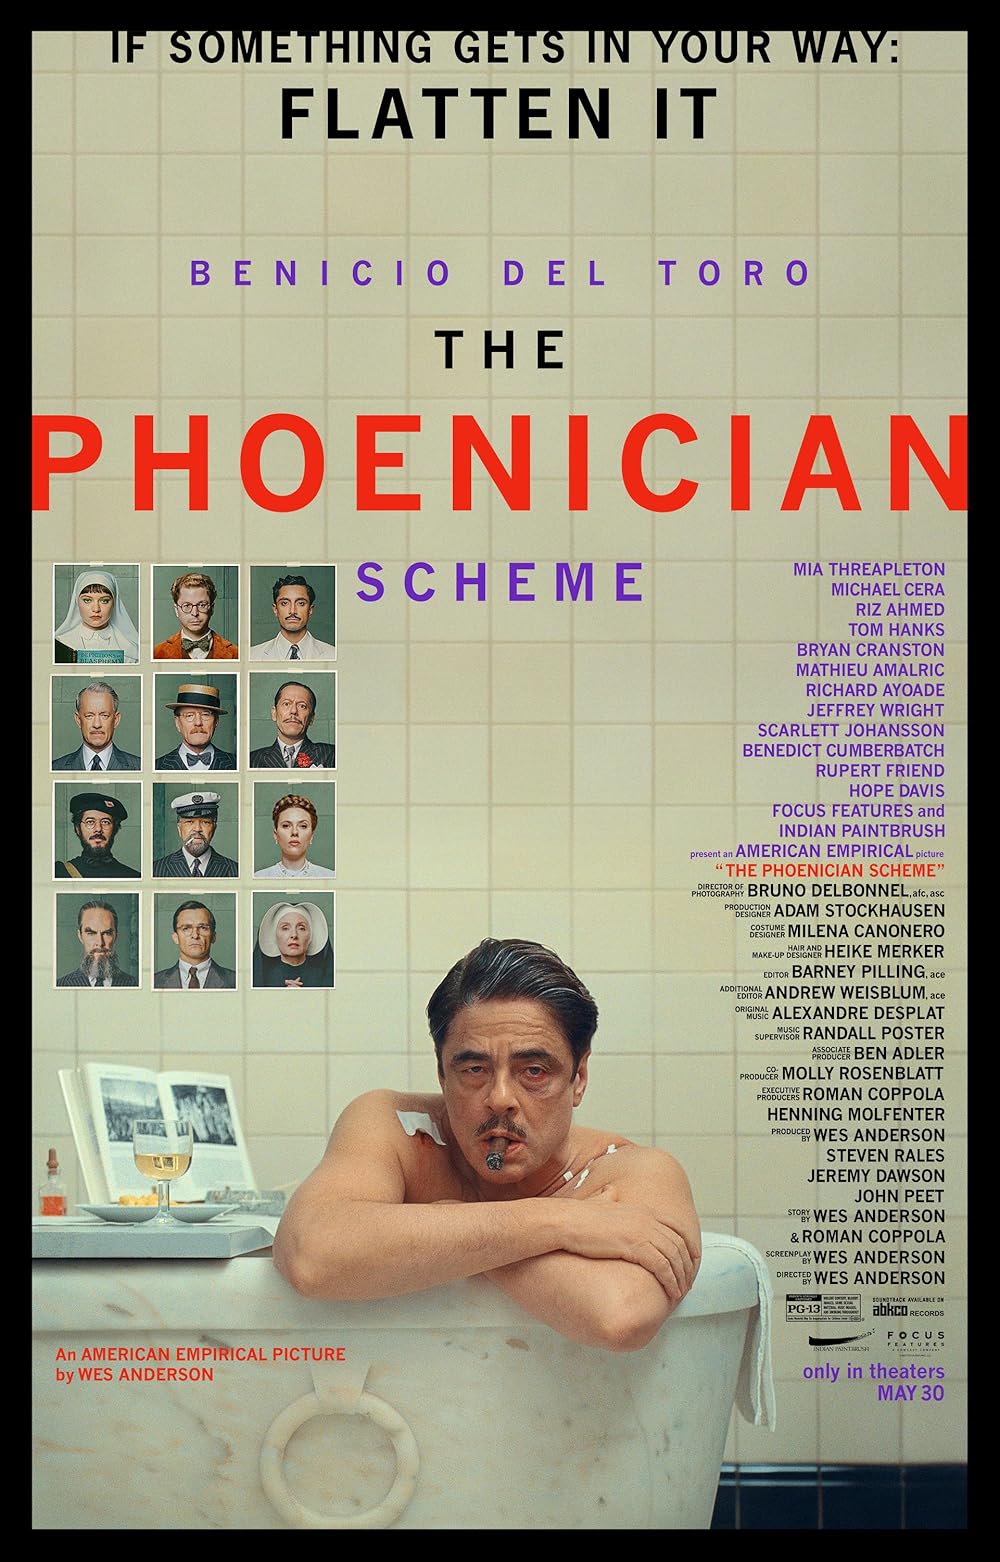 IF SOMETHING GETS IN YOUR WAY:
FLATTEN IT
BENICIO DEL TORO
THE
PHOENICIAN
SCHEME
BLASPHEMY
MIA THREAPLETON
MICHAEL CERA
RIZ AHMED
TOM HANKS
BRYAN CRANSTON
MATHIEU AMALRIC
RICHARD AYOADE
JEFFREY WRIGHT
SCARLETT JOHANSSON
BENEDICT CUMBERBATCH
RUPERT FRIEND
HOPE DAVIS
FOCUS FEATURES and
INDIAN PAINTBRUSH
present an AMERICAN EMPIRICAL picture
“THE PHOENICIAN SCHEME”
DIRECTOR OF PHOTOGRAPHY BRUNO DELBONNEL, afc, asc
PRODUCTION DESIGNER ADAM STOCKHAUSEN
COSTUME DESIGNER MILENA CANONERO
HAIR AND MAKE-UP DESIGNER HEIKE MERKER
EDITOR BARNEY PILLING, ace
ADDITIONAL EDITOR ANDREW WEISBLUM, ace
ORIGINAL MUSIC ALEXANDRE DESPLAT
MUSIC SUPERVISOR RANDALL POSTER
ASSOCIATE PRODUCER BEN ADLER
CO-PRODUCER MOLLY ROSENBLATT
EXECUTIVE PRODUCERS ROMAN COPPOLA
HENNING MOLFENTER
PRODUCED BY WES ANDERSON
STEVEN RALES
JEREMY DAWSON
JOHN PEET
STORY BY WES ANDERSON
& ROMAN COPPOLA
SCREENPLAY BY WES ANDERSON
DIRECTED BY WES ANDERSON
PG-13
SOUNDTRACK AVAILABLE ON
abkco RECORDS
INDIAN PAINTBRUSH
FOCUS
FEATURES
only in theaters
MAY 30
An AMERICAN EMPIRICAL PICTURE
by WES ANDERSON